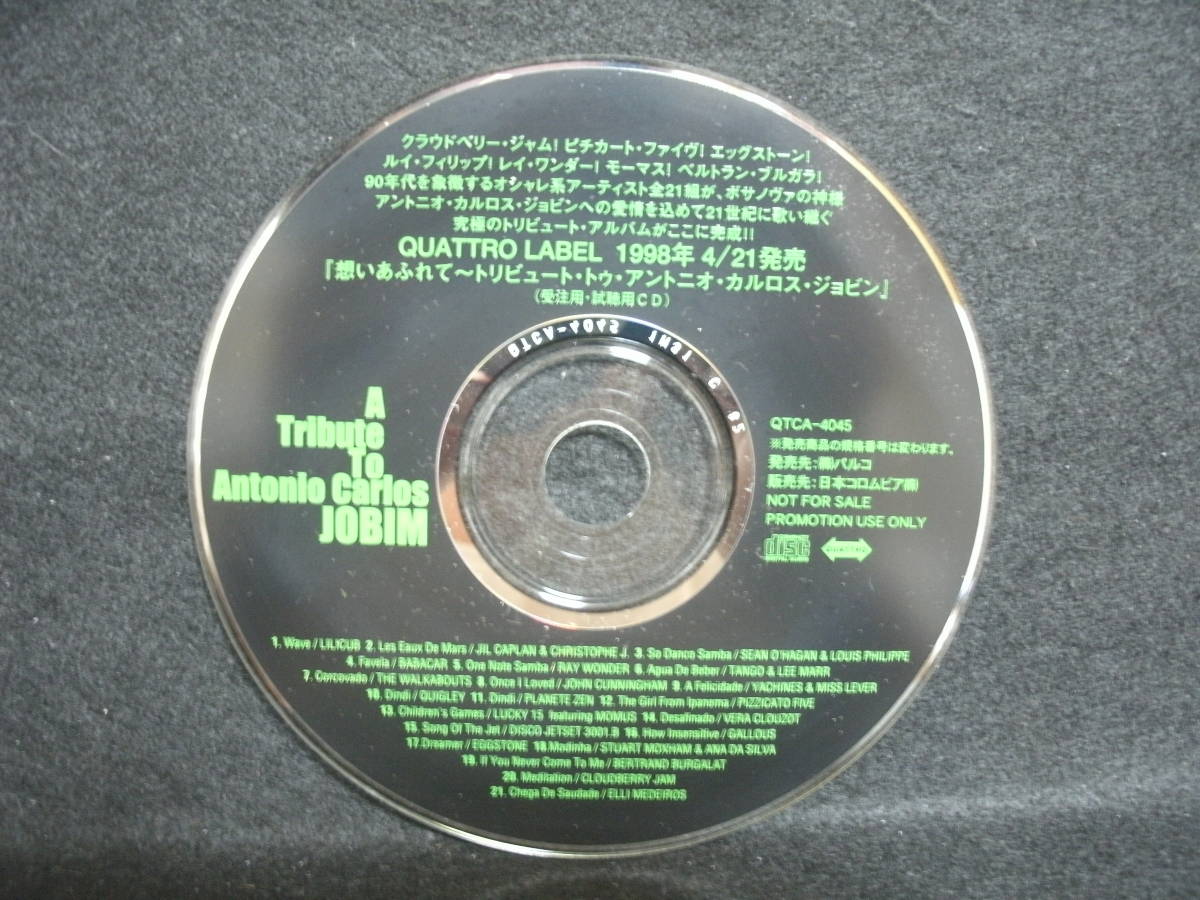 クラウドベリー・ジャム! ピチカート・ファイヴ! エッグストーン!
ルイ・フィリップ! レイ・ワンダー! モーマス! ベルトラン・ブルガラ!
90年代を象徴するオシャレ系アーティスト全21組が、ボサノヴァの神様
アントニオ・カルロス・ジョビンへの愛情を込めて21世紀に歌い継ぐ
究極のトリビュート・アルバムがここに完成!!
QUATTRO LABEL 1998年 4/21発売
『想いあふれて〜トリビュート・トゥ・アントニオ・カルロス・ジョビン』
(受注用・試聴用CD)
QTCA-4045 1MS1
A
Tribute
To
Antonio Carlos
JOBIM
QTCA-4045
※発売商品の規格番号は変わります。
発売先:㈱パルコ
販売先:日本コロムビア㈱
NOT FOR SALE
PROMOTION USE ONLY
disc
DIGITAL AUDIO
1. Wave / LILICUB 2. Les Eaux De Mars / JIL CAPLAN & CHRISTOPHE J. 3. So Danco Samba / SEAN O'HAGAN & LOUIS PHILIPPE
4. Favela / BABACAR 5. One Note Samba / RAY WONDER 6. Agua De Beber / TANGO & LEE MARR
7. Corcovado / THE WALKABOUTS 8. Once I Loved / JOHN CUNNINGHAM 9. A Felicidade / YACHINES & MISS LEVER
10. Dindi / QUIGLEY 11. Dindi / PLANETE ZEN 12. The Girl From Ipanema / PIZZICATO FIVE
13. Children's Games / LUCKY 15 featuring MOMUS 14. Desafinado / VERA CLOUZOT
15. Song Of The Jet / DISCO JETSET 3001.B 16. How Insensitive / GALLOUS
17. Dreamer / EGGSTONE 18. Modinha / STUART MOXHAM & ANA DA SILVA
19. If You Never Come To Me / BERTRAND BURGALAT
20. Meditation / CLOUDBERRY JAM
21. Chega De Saudade / ELLI MEDEIROS